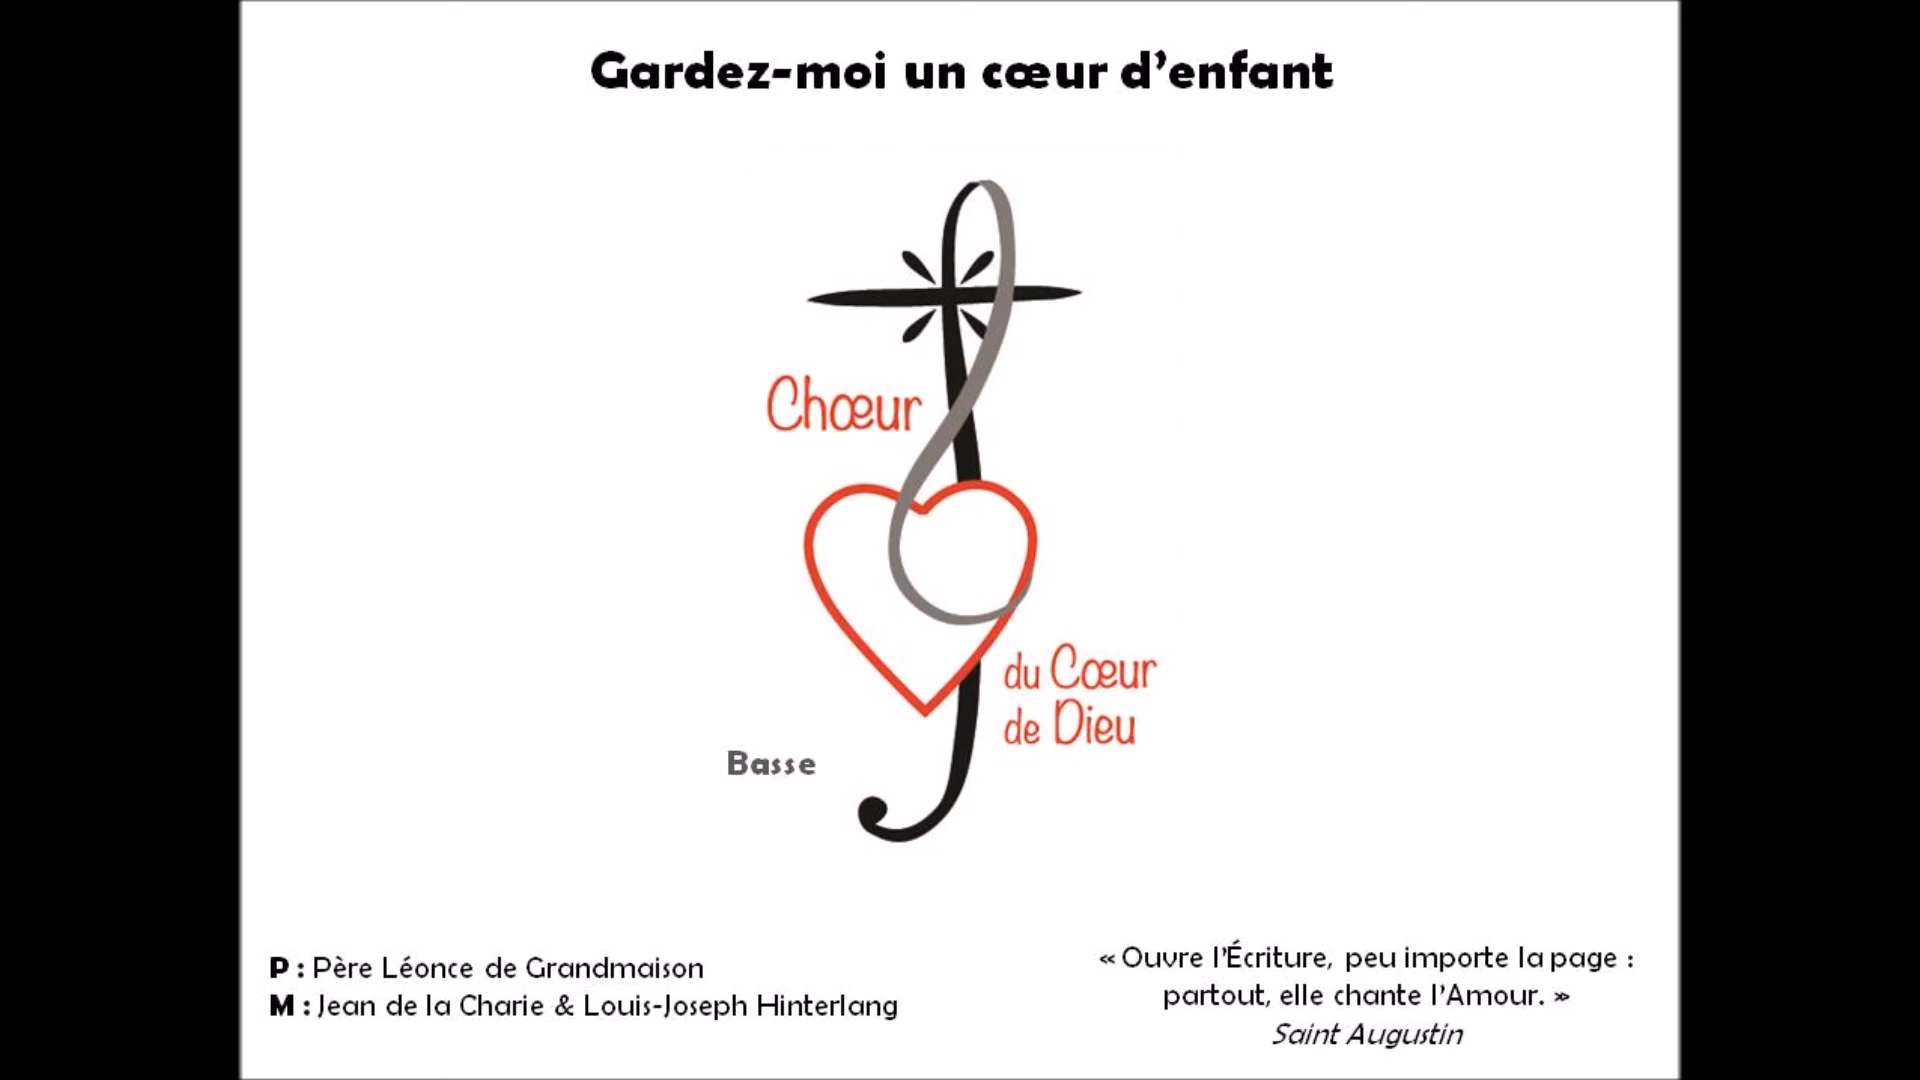 Gardez-moi un cœur d’enfant
Chœur
du Cœur
de Dieu
Basse
P : Père Léonce de Grandmaison
M : Jean de la Charie & Louis-Joseph Hinterlang
« Ouvre l’Écriture, peu importe la page :
partout, elle chante l’Amour. »
Saint Augustin